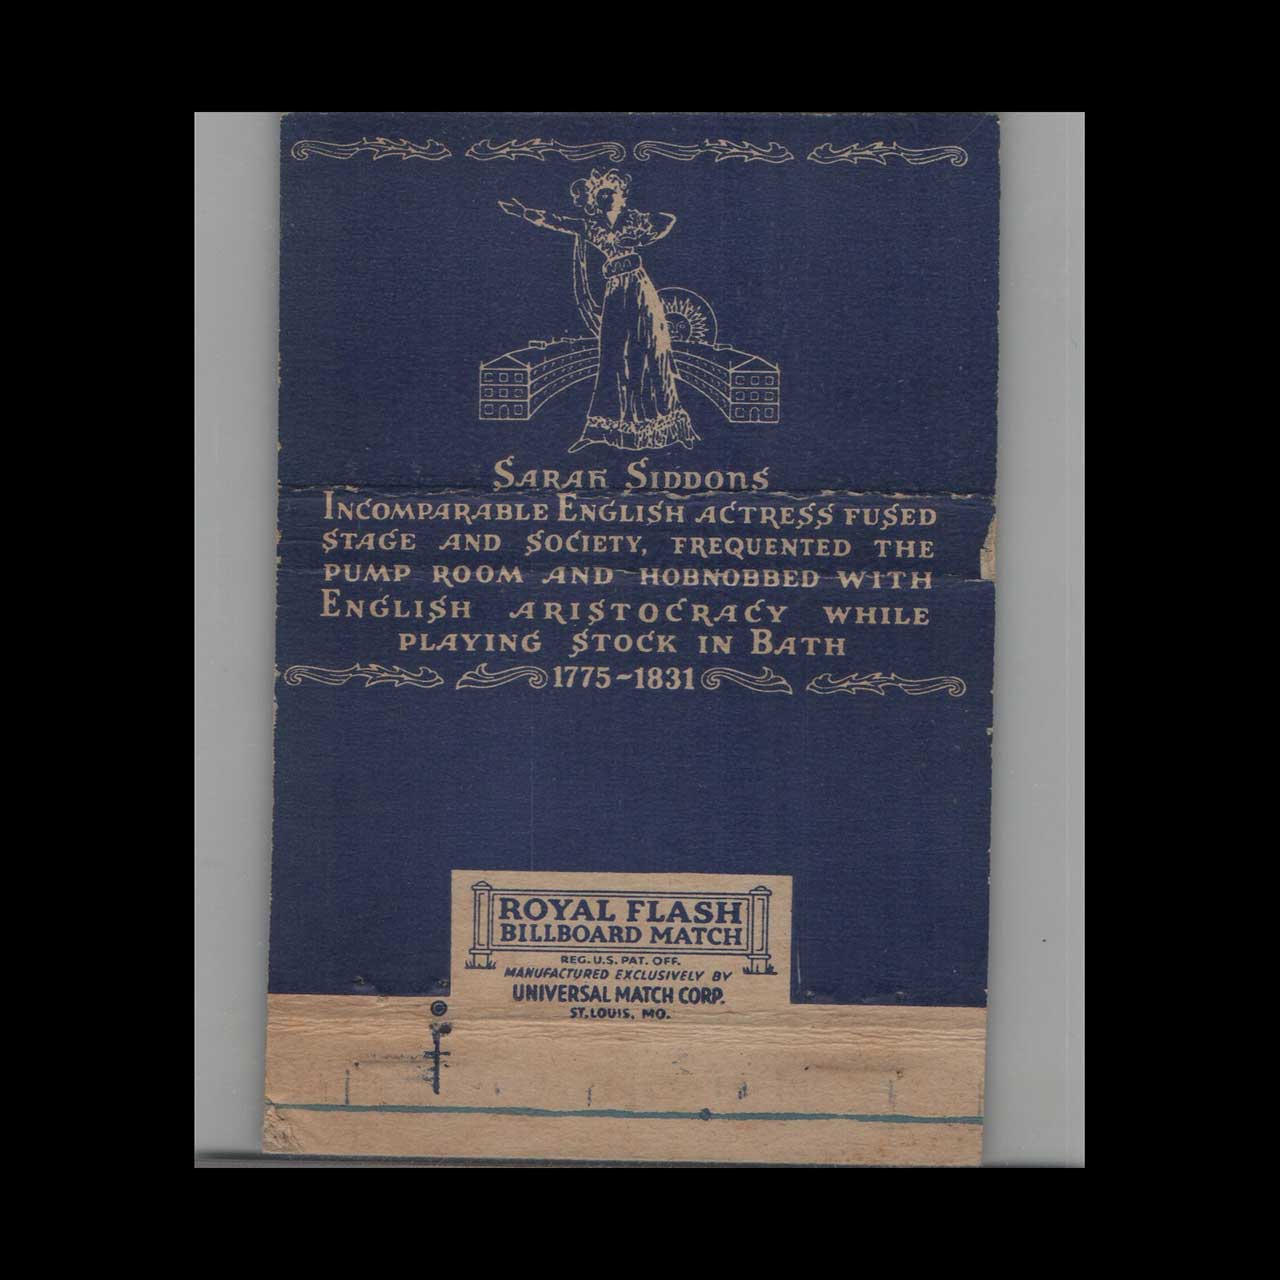 Sarah Siddons
Incomparable English actress fused
stage and society, frequented the
pump room and hobnobbed with
English aristocracy while
playing stock in Bath
1775-1831
ROYAL FLASH
BILLBOARD MATCH
REG. U.S. PAT. OFF.
MANUFACTURED EXCLUSIVELY BY
UNIVERSAL MATCH CORP.
ST. LOUIS, MO.
©